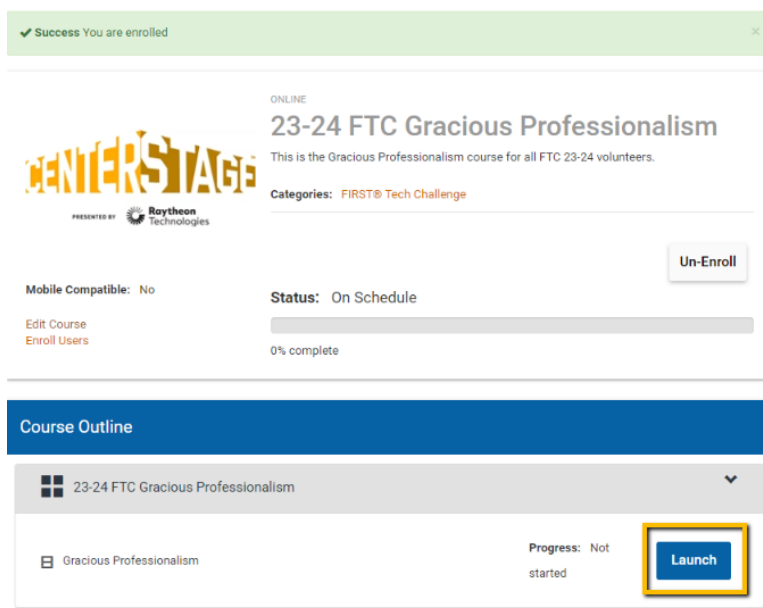 ✔ Success You are enrolled ×
ONLINE
23-24 FTC Gracious Professionalism
This is the Gracious Professionalism course for all FTC 23-24 volunteers.
Categories: FIRST® Tech Challenge
CENTERSTAGE
PRESENTED BY Raytheon
Technologies
Un-Enroll
Mobile Compatible: No
Status: On Schedule
Edit Course
Enroll Users
0% complete
Course Outline
23-24 FTC Gracious Professionalism
Gracious Professionalism
Progress: Not
started
Launch